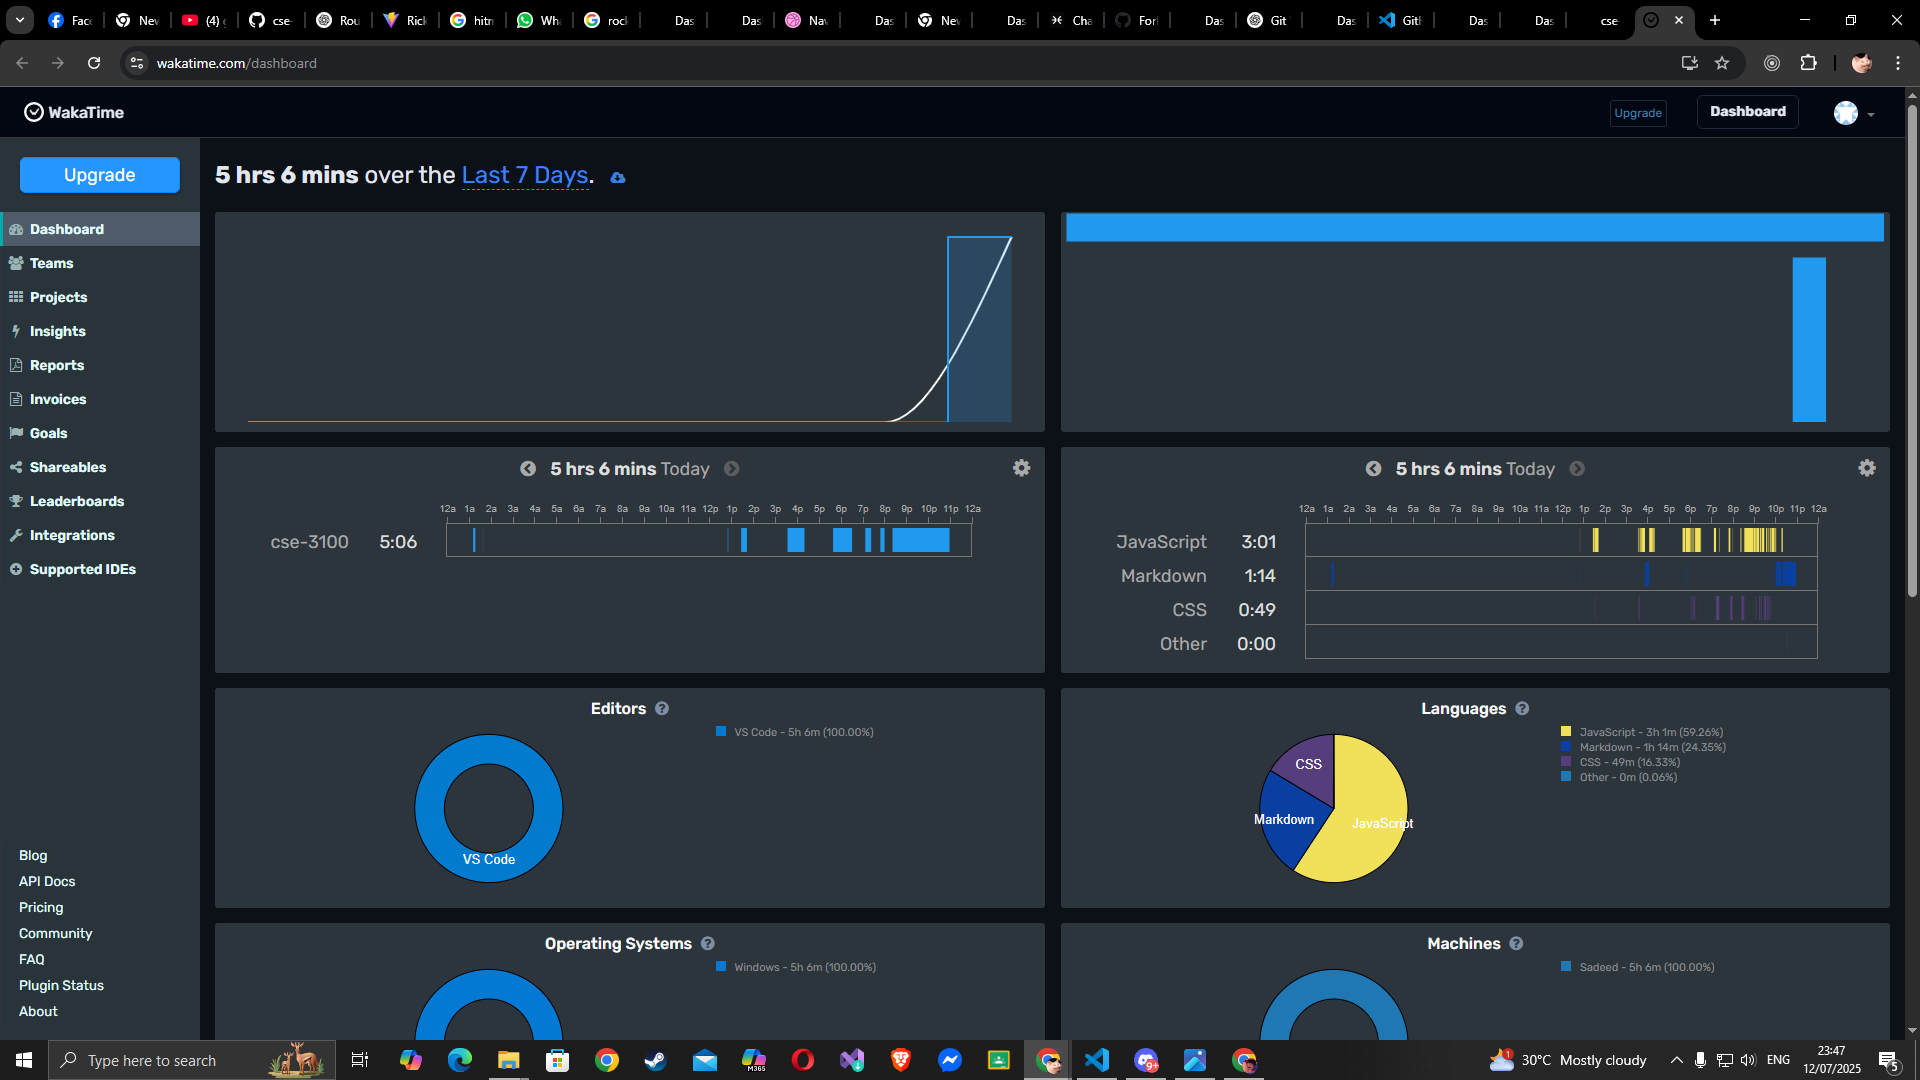 Face
New
(4)
cse-
Rou
Rick
hitm
Wha
rock
Das
Das
Nav
Das
New
Das
Cha
Forl
Das
Git
Das
Gith
Das
Das
cse-
wakatime.com/dashboard
WakaTime
Upgrade
Dashboard
Upgrade
Dashboard
Teams
Projects
Insights
Reports
Invoices
Goals
Shareables
Leaderboards
Integrations
Supported IDEs
Blog
API Docs
Pricing
Community
FAQ
Plugin Status
About
5 hrs 6 mins over the Last 7 Days.
5 hrs 6 mins Today
12a 1a 2a 3a 4a 5a 6a 7a 8a 9a 10a 11a 12p 1p 2p 3p 4p 5p 6p 7p 8p 9p 10p 11p 12a
cse-3100 5:06
5 hrs 6 mins Today
12a 1a 2a 3a 4a 5a 6a 7a 8a 9a 10a 11a 12p 1p 2p 3p 4p 5p 6p 7p 8p 9p 10p 11p 12a
JavaScript 3:01
Markdown 1:14
CSS 0:49
Other 0:00
Editors
VS Code - 5h 6m (100.00%)
VS Code
Languages
JavaScript - 3h 1m (59.26%)
Markdown - 1h 14m (24.35%)
CSS - 49m (16.33%)
Other - 0m (0.06%)
CSS
Markdown
JavaScript
Operating Systems
Windows - 5h 6m (100.00%)
Machines
Sadeed - 5h 6m (100.00%)
Type here to search
M365
9+
1
30°C Mostly cloudy
ENG
23:47
12/07/2025
5